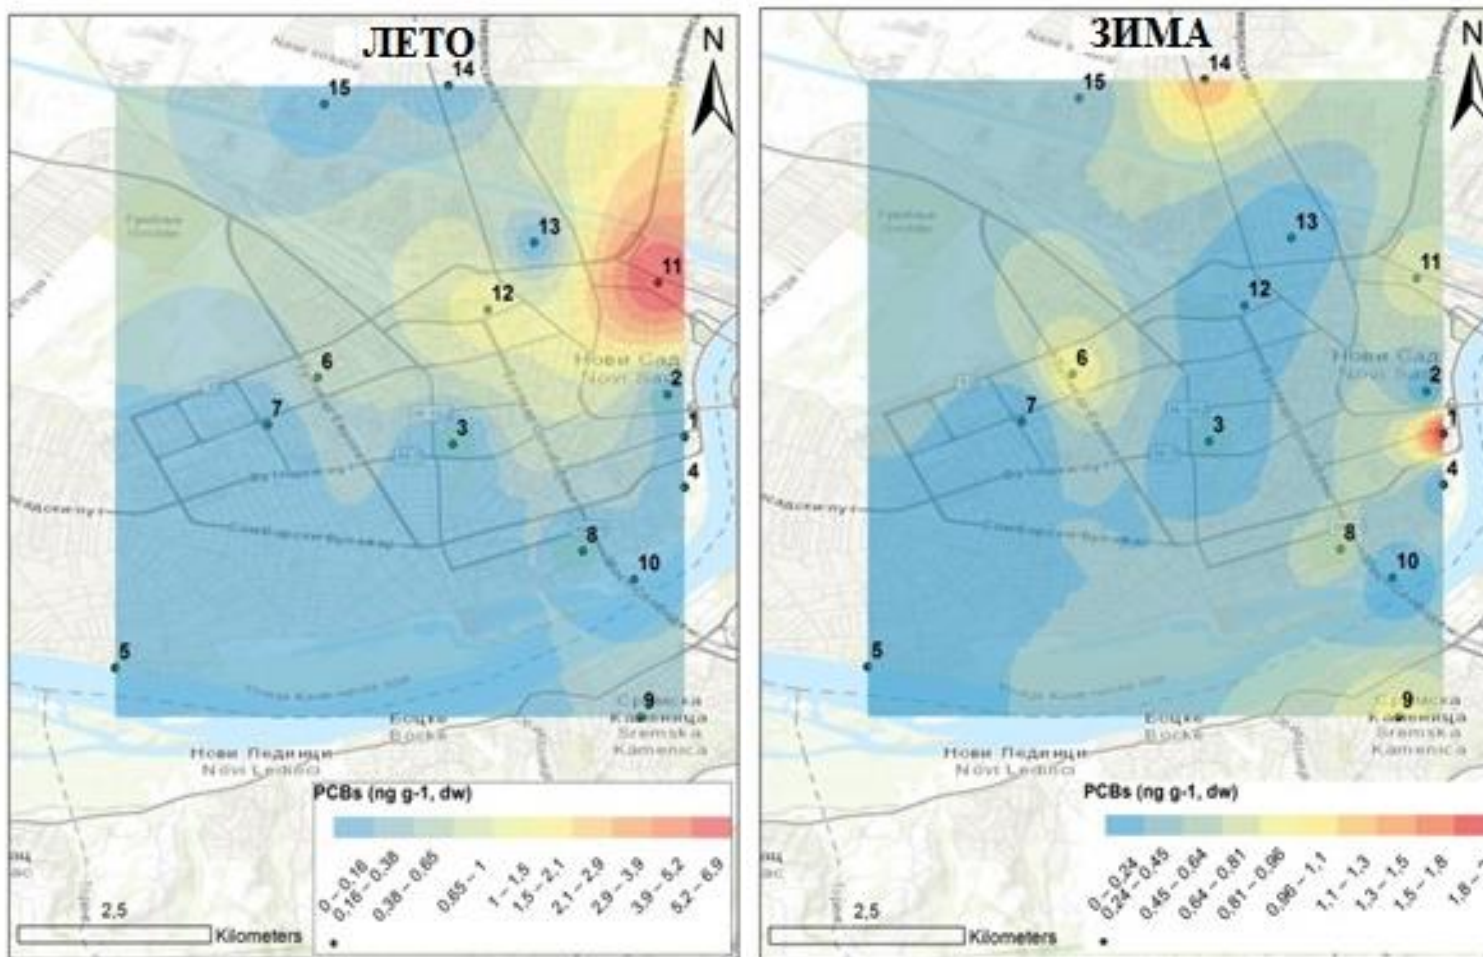 ЛЕТО
N
14
15
13
11
12
Нови Сад
Novi Sad
6
2
7
3
1
4
8
10
5
9
Сремска
Каменица
Sremska
Kamenica
Боцке
Bocke
Нови Лединци
Novi Ledinci
PCBs (ng g-1, dw)
0 – 0,16
0,16 – 0,38
0,38 – 0,65
0,65 – 1
1 – 1,5
1,5 – 2,1
2,1 – 2,9
2,9 – 3,9
3,9 – 5,2
5,2 – 6,9
2,5
Kilometers
ЗИМА
N
14
15
13
11
12
Нови Сад
6
2
7
3
1
4
8
10
5
9
Сремска
Каменица
Sremska
Kamenica
Боцке
Bocke
Нови Лединци
Novi Ledinci
PCBs (ng g-1, dw)
0 – 0,24
0,24 – 0,45
0,45 – 0,64
0,64 – 0,81
0,81 – 0,96
0,96 – 1,1
1,1 – 1,3
1,3 – 1,5
1,5 – 1,8
1,8 –
2,5
Kilometers